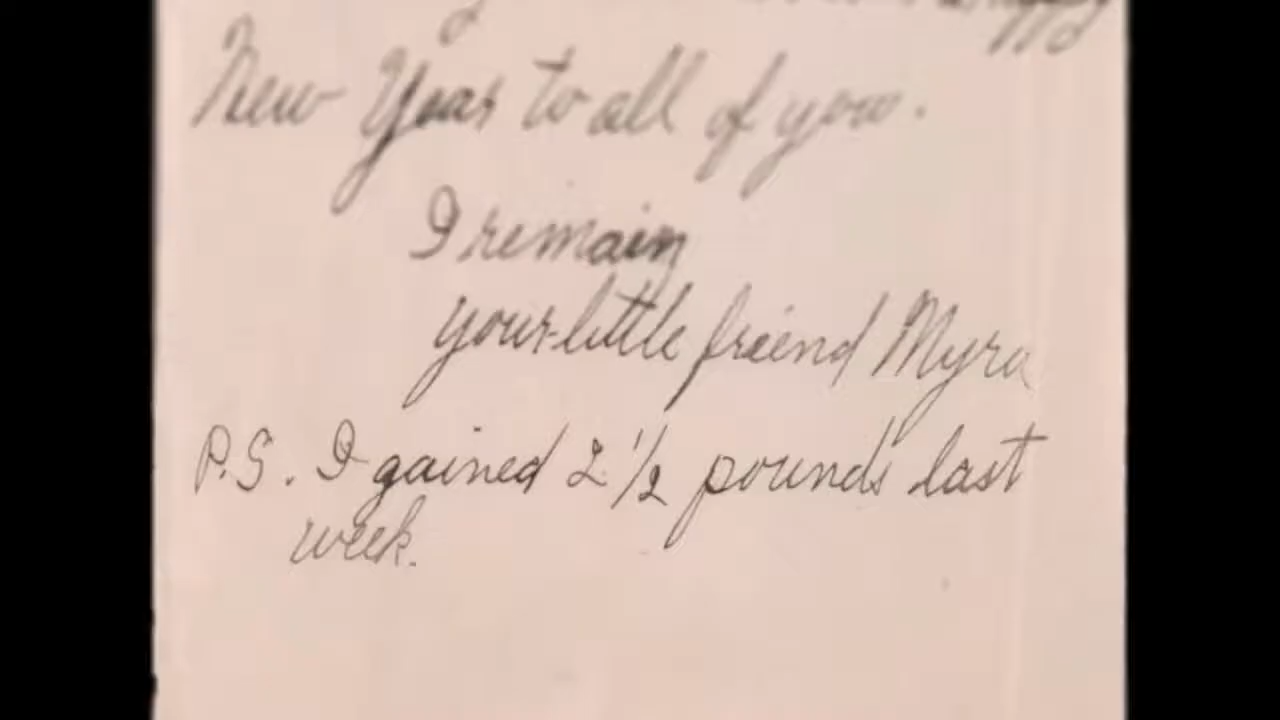 New Year to all of you.
I remain
your little friend Myra
P.S. I gained 2 1/2 pounds last
week.